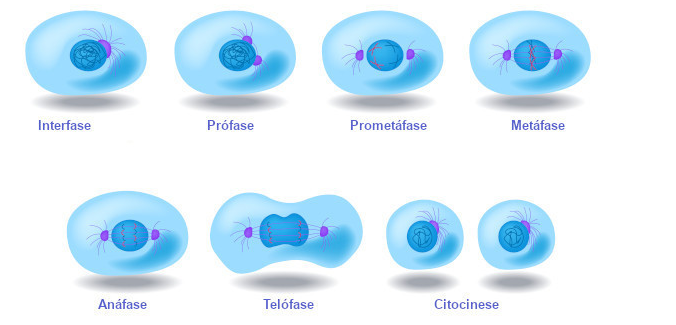 Interfase
Prófase
Prometáfase
Metáfase
Anáfase
Telófase
Citocinese